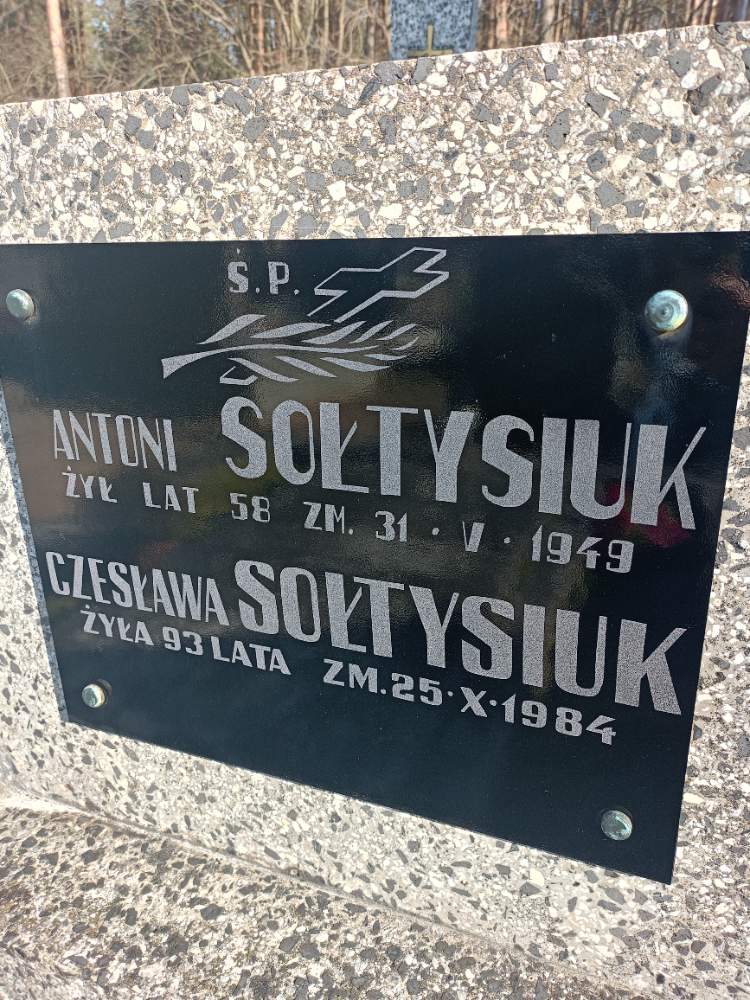 Ś.P.
ANTONI SOŁTYSIUK
ŻYŁ LAT 58 ZM. 31·V·1949
CZESŁAWA SOŁTYSIUK
ŻYŁA 93 LATA ZM.25·X·1984